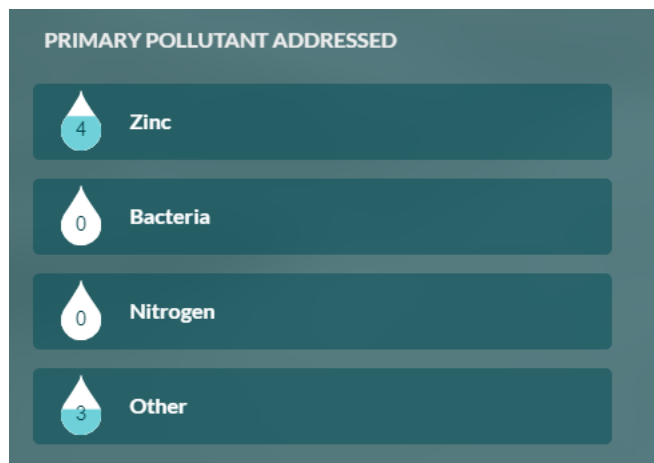 PRIMARY POLLUTANT ADDRESSED
4 Zinc
0 Bacteria
0 Nitrogen
3 Other